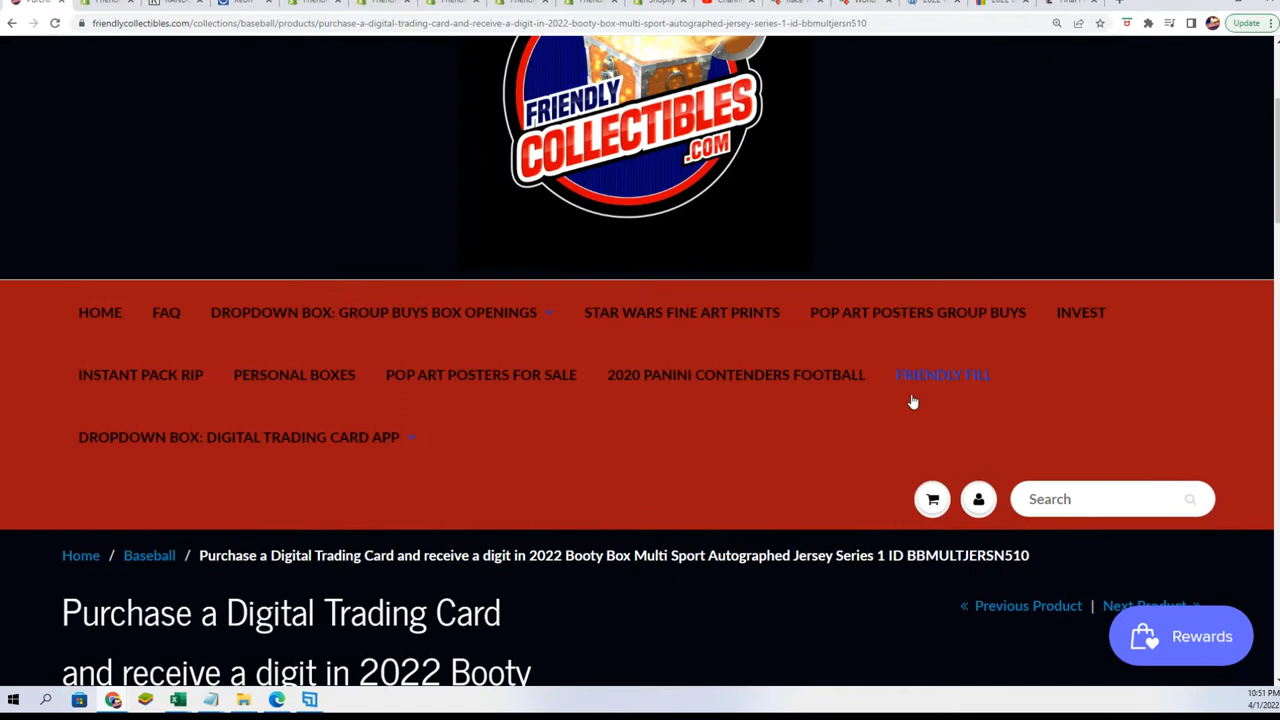 friendlycollectibles.com/collections/baseball/products/purchase-a-digital-trading-card-and-receive-a-digit-in-2022-booty-box-multi-sport-autographed-jersey-series-1-id-bbmultjersn510
Update
FRIENDLY
COLLECTIBLES
.COM
HOME FAQ DROPDOWN BOX: GROUP BUYS BOX OPENINGS STAR WARS FINE ART PRINTS POP ART POSTERS GROUP BUYS INVEST
INSTANT PACK RIP PERSONAL BOXES POP ART POSTERS FOR SALE 2020 PANINI CONTENDERS FOOTBALL FRIENDLY FILL
DROPDOWN BOX: DIGITAL TRADING CARD APP
Search
Home / Baseball / Purchase a Digital Trading Card and receive a digit in 2022 Booty Box Multi Sport Autographed Jersey Series 1 ID BBMULTJERSN510
Purchase a Digital Trading Card
« Previous Product | Next Product »
and receive a digit in 2022 Booty
Rewards
10:51 PM
4/1/2022